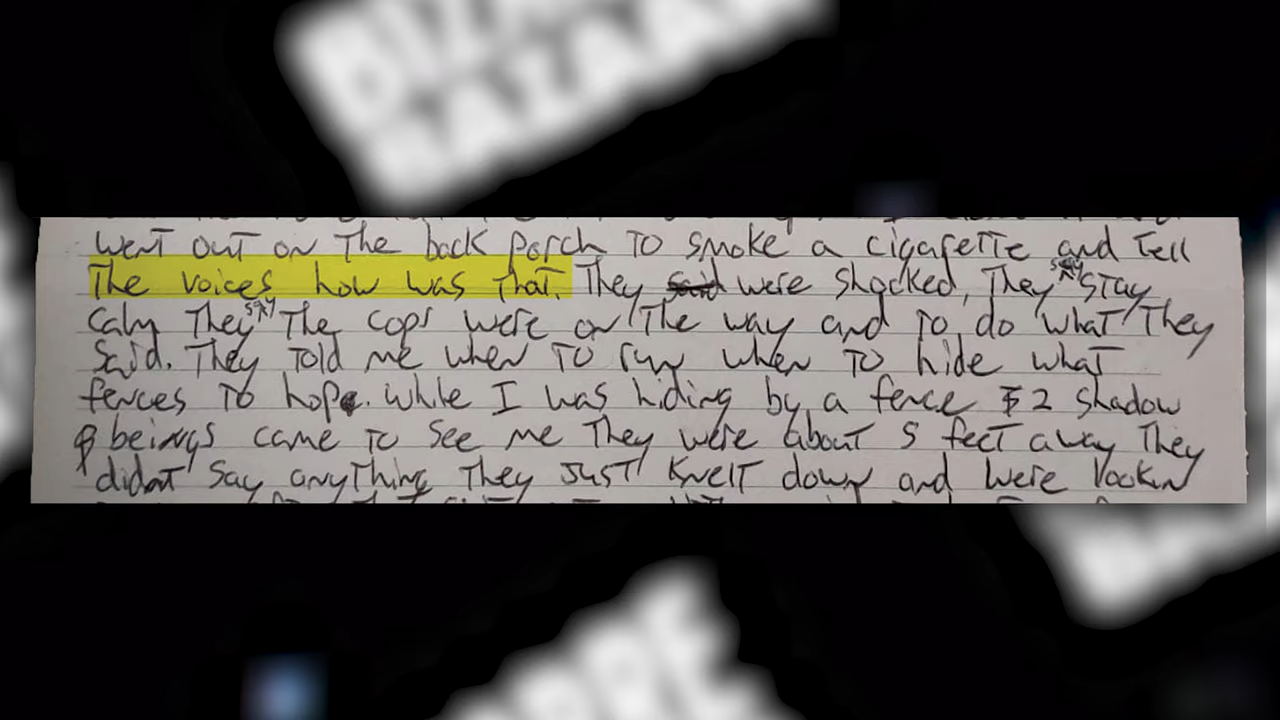 went out on the back porch to smoke a cigarette and tell
the voices how was that. They said were shocked, they say stay
calm they say the cops were on the way and to do what they
said. They told me when to run when to hide what
fences to hop. while I was hiding by a fence 2 shadow
beings came to see me they were about 5 feet away they
didnt say anything they just knelt down and were lookin